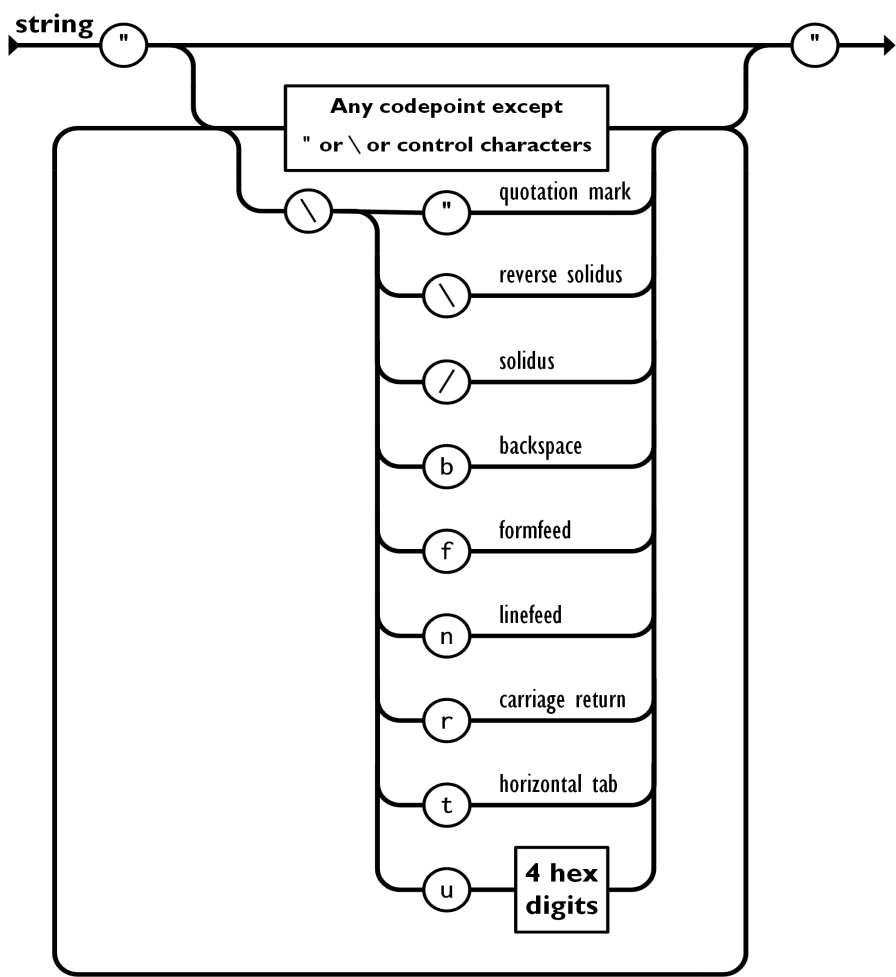 string
" "
Any codepoint except
" or \ or control characters
\ " quotation mark
\ reverse solidus
/ solidus
b backspace
f formfeed
n linefeed
r carriage return
t horizontal tab
u 4 hex
digits